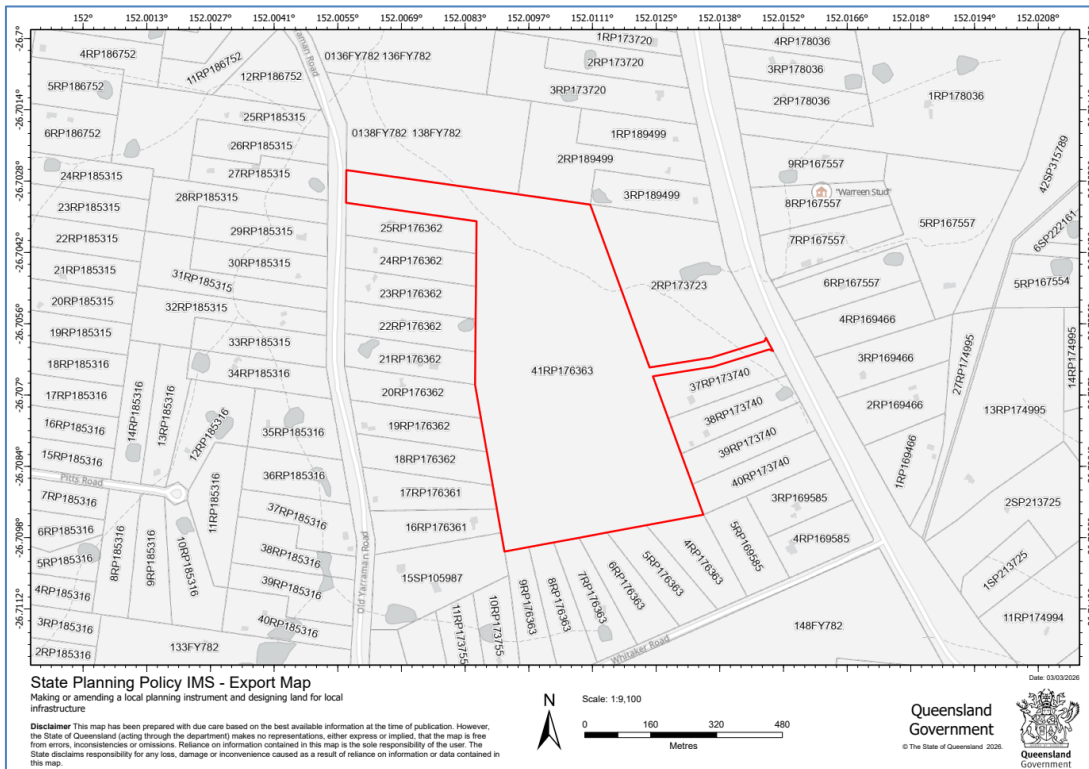 152°
152.0013
152.0027
152.0041
152.0055
152.0069
152.0083
152.0097
152.0111
152.0125
152.0138
152.0152
152.0166
152.018
152.0194
152.0208
-26.7°
-26.7014
-26.7028
-26.7042
-26.7056
-26.707
-26.7084
-26.7098
-26.7112
4RP186752
11RP186752
12RP186752
5RP186752
6RP186752
25RP185315
26RP185315
27RP185315
24RP185315
28RP185315
23RP185315
29RP185315
22RP185315
30RP185315
21RP185315
31RP185315
20RP185315
32RP185315
19RP185315
33RP185315
18RP185315
34RP185315
17RP185315
16RP185316
15RP185316
14RP185316
13RP185316
12RP185316
35RP185316
36RP185316
7RP185316
6RP185316
5RP185316
4RP185316
3RP185316
2RP185316
8RP185316
9RP185316
10RP185316
11RP185316
37RP185316
38RP185316
39RP185316
40RP185316
133FY782
Pitts Road
Old Yarraman Road
Yarraman Road
0136FY782 136FY782
0138FY782 138FY782
1RP173720
2RP173720
3RP173720
1RP189499
2RP189499
3RP189499
25RP176362
24RP176362
23RP176362
22RP176362
21RP176362
20RP176362
19RP176362
18RP176362
17RP176361
16RP176361
15SP105987
41RP176363
2RP173723
37RP173740
38RP173740
39RP173740
40RP173740
3RP169585
4RP169585
5RP169585
4RP176363
5RP176363
6RP176363
7RP176363
8RP176363
9RP176363
10RP173755
11RP173755
Whitaker Road
148FY782
4RP178036
3RP178036
2RP178036
1RP178036
9RP167557
"Warreen Stud"
8RP167557
7RP167557
5RP167557
6RP167557
4RP169466
3RP169466
2RP169466
1RP169466
42SP315789
6SP222161
5RP167554
27RP174995
14RP174995
13RP174995
2SP213725
1SP213725
11RP174994
State Planning Policy IMS - Export Map
Making or amending a local planning instrument and designing land for local
infrastructure
Disclaimer This map has been prepared with due care based on the best available information at the time of publication. However,
the State of Queensland (acting through the department) makes no representations, either express or implied, that the map is free
from errors, inconsistencies or omissions. Reliance on information contained in this map is the sole responsibility of the user. The
State disclaims responsibility for any loss, damage or inconvenience caused as a result of reliance on information or data contained in
this map.
N
Scale: 1:9,100
0 160 320 480
Metres
Date: 03/03/2026
Queensland
Government
© The State of Queensland 2026.
Queensland
Government